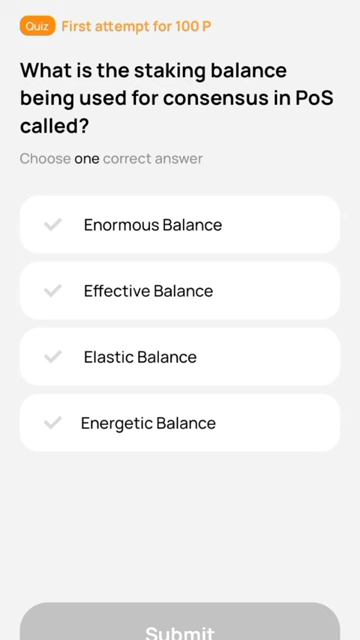 Quiz First attempt for 100 P
What is the staking balance
being used for consensus in PoS
called?
Choose one correct answer
Enormous Balance
Effective Balance
Elastic Balance
Energetic Balance
Submit